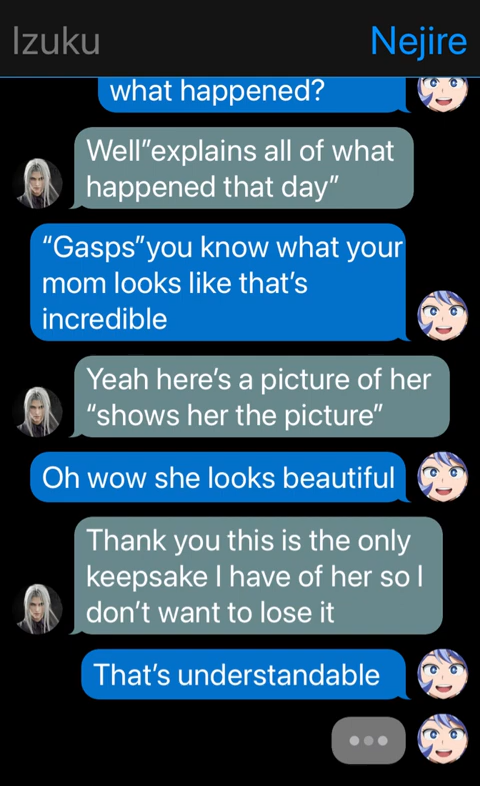 Izuku
Nejire
what happened?
Well”explains all of what
happened that day”
“Gasps”you know what your
mom looks like that’s
incredible
Yeah here’s a picture of her
“shows her the picture”
Oh wow she looks beautiful
Thank you this is the only
keepsake I have of her so I
don’t want to lose it
That’s understandable